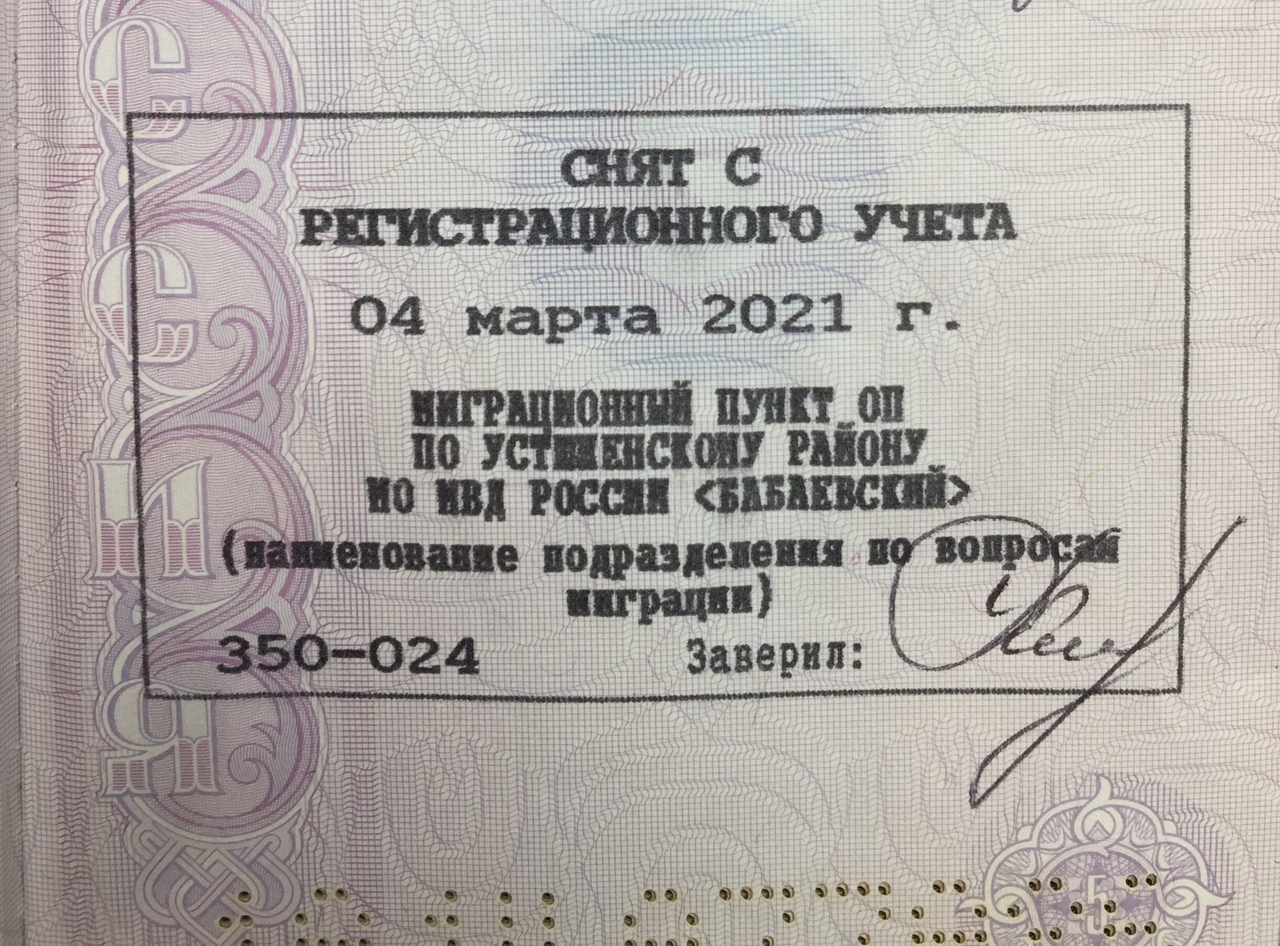 СНЯТ С
РЕГИСТРАЦИОННОГО УЧЕТА
04 марта 2021 г.
МИГРАЦИОННЫЙ ПУНКТ ОП
ПО УСТЮЖЕНСКОМУ РАЙОНУ
МО МВД РОССИИ <БАБАЕВСКИЙ>
(наименование подразделения по вопросам
миграции)
350-024
Заверил:
5